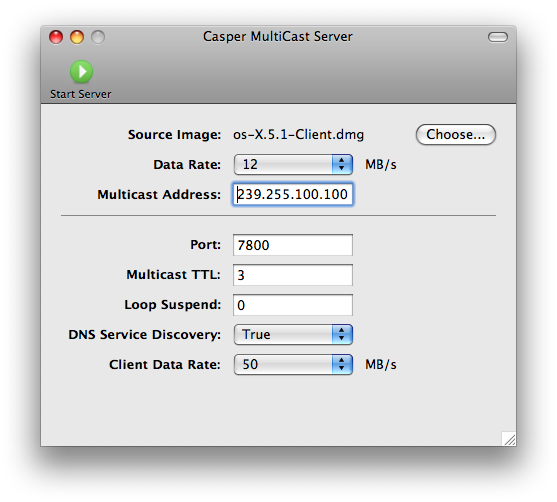 Casper MultiCast Server
Start Server
Source Image: os-X.5.1-Client.dmg Choose...
Data Rate: 12 MB/s
Multicast Address: 239.255.100.100
Port: 7800
Multicast TTL: 3
Loop Suspend: 0
DNS Service Discovery: True
Client Data Rate: 50 MB/s